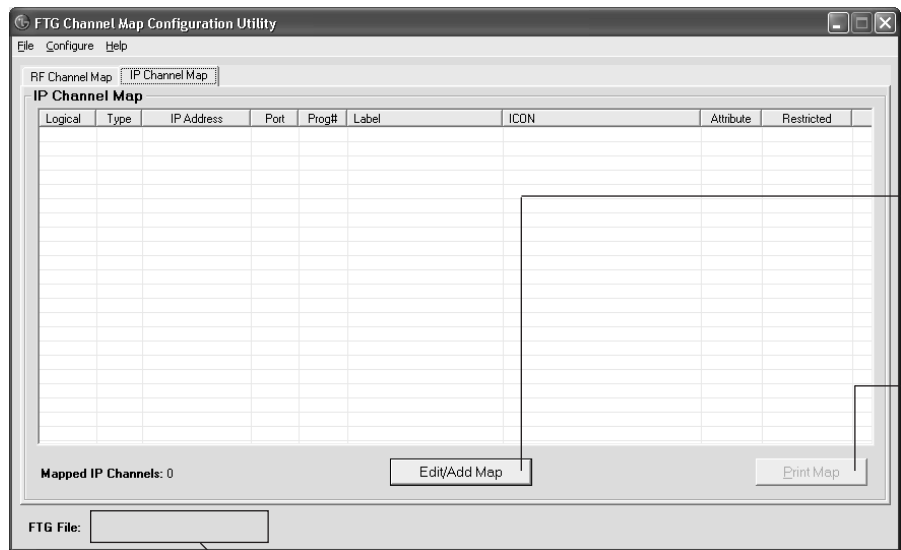 FTG Channel Map Configuration Utility
File Configure Help
RF Channel Map IP Channel Map
IP Channel Map
Logical Type IP Address Port Prog# Label ICON Attribute Restricted
Mapped IP Channels: 0 Edit/Add Map Print Map
FTG File: